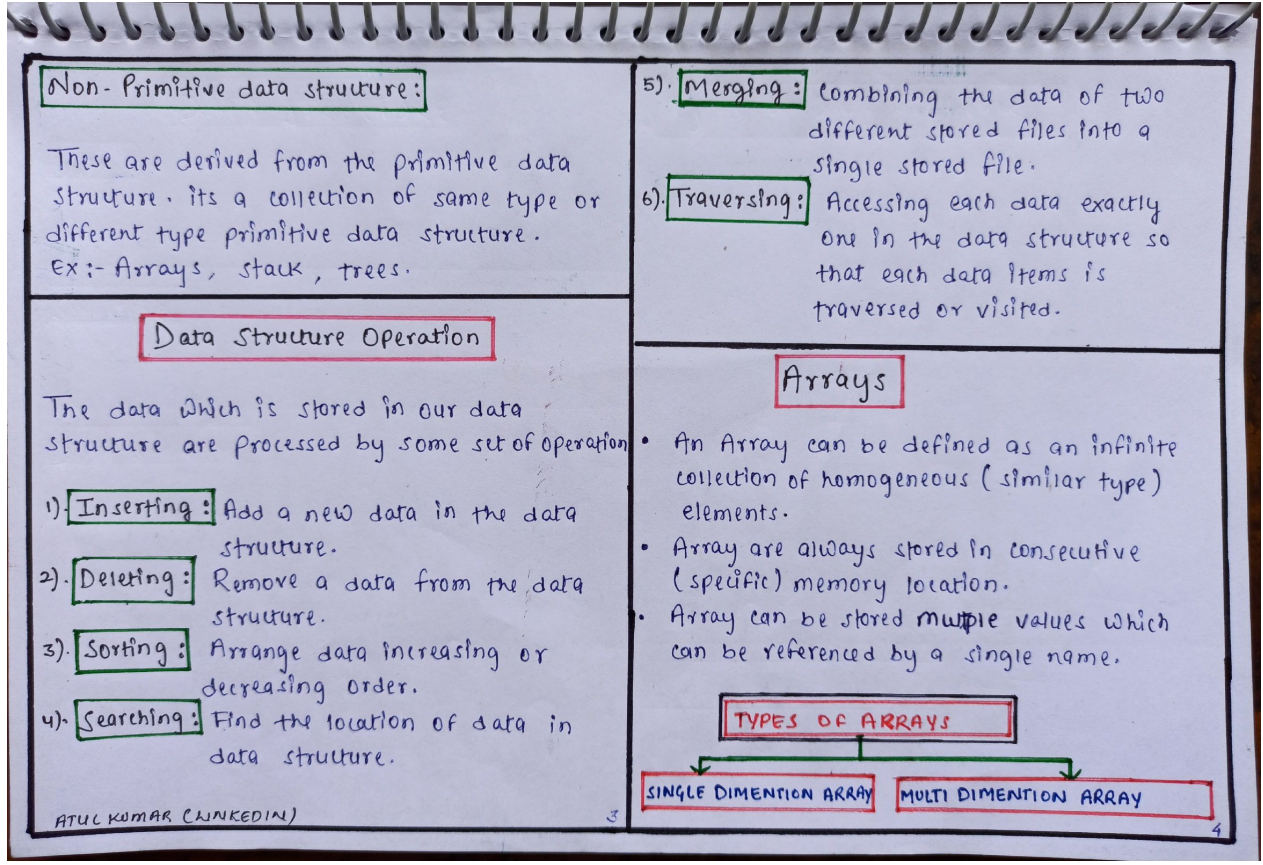 Non-Primitive data structure:
These are derived from the primitive data
structure. its a collection of same type or
different type primitive data structure.
Ex:- Arrays, stack, trees.
Data Structure Operation
The data which is stored in our data
structure are processed by some set of operation
1). Inserting: Add a new data in the data
structure.
2). Deleting: Remove a data from the data
structure.
3). Sorting: Arrange data increasing or
decreasing order.
4). Searching: Find the location of data in
data structure.
ATUL KUMAR (LINKEDIN)
3
5). Merging: Combining the data of two
different stored files into a
single stored file.
6). Traversing: Accessing each data exactly
one in the data structure so
that each data items is
traversed or visited.
Arrays
• An Array can be defined as an infinite
collection of homogeneous (similar type)
elements.
• Array are always stored in consecutive
(specific) memory location.
• Array can be stored multiple values which
can be referenced by a single name.
TYPES OF ARRAYS
SINGLE DIMENTION ARRAY
MULTI DIMENTION ARRAY
4